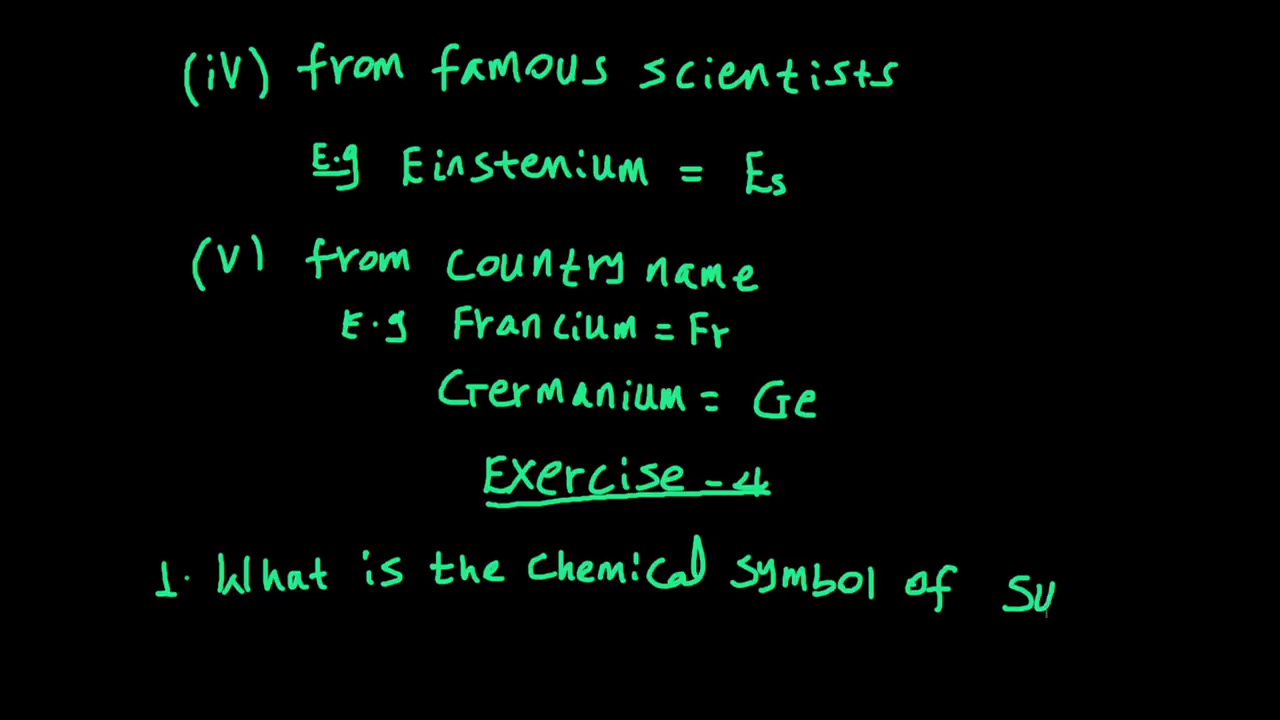 (iV) from famous scientists
E.g Einstenium = Es
(V) from country name
E.g Francium = Fr
Germanium = Ge
Exercise - 4
1. What is the chemical symbol of Su